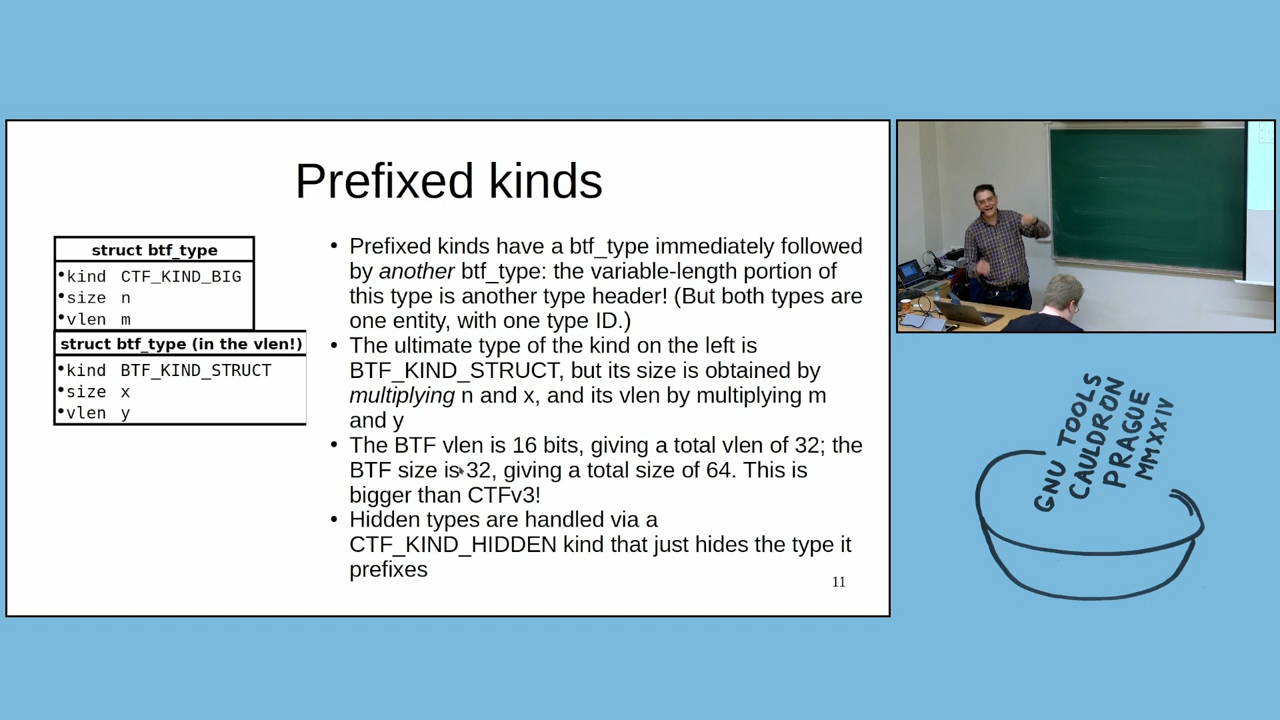 Prefixed kinds
struct btf_type
•kind CTF_KIND_BIG
•size n
•vlen m
struct btf_type (in the vlen!)
•kind BTF_KIND_STRUCT
•size x
•vlen y
• Prefixed kinds have a btf_type immediately followed
by another btf_type: the variable-length portion of
this type is another type header! (But both types are
one entity, with one type ID.)
• The ultimate type of the kind on the left is
BTF_KIND_STRUCT, but its size is obtained by
multiplying n and x, and its vlen by multiplying m
and y
• The BTF vlen is 16 bits, giving a total vlen of 32; the
BTF size is 32, giving a total size of 64. This is
bigger than CTFv3!
• Hidden types are handled via a
CTF_KIND_HIDDEN kind that just hides the type it
prefixes
11
GNU TOOLS
CAULDRON
PRAGUE
MMXXIV